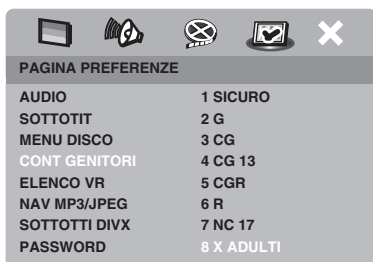 PAGINA PREFERENZE
AUDIO 1 SICURO
SOTTOTIT 2 G
MENU DISCO 3 CG
CONT GENITORI 4 CG 13
ELENCO VR 5 CGR
NAV MP3/JPEG 6 R
SOTTOTTI DIVX 7 NC 17
PASSWORD 8 X ADULTI